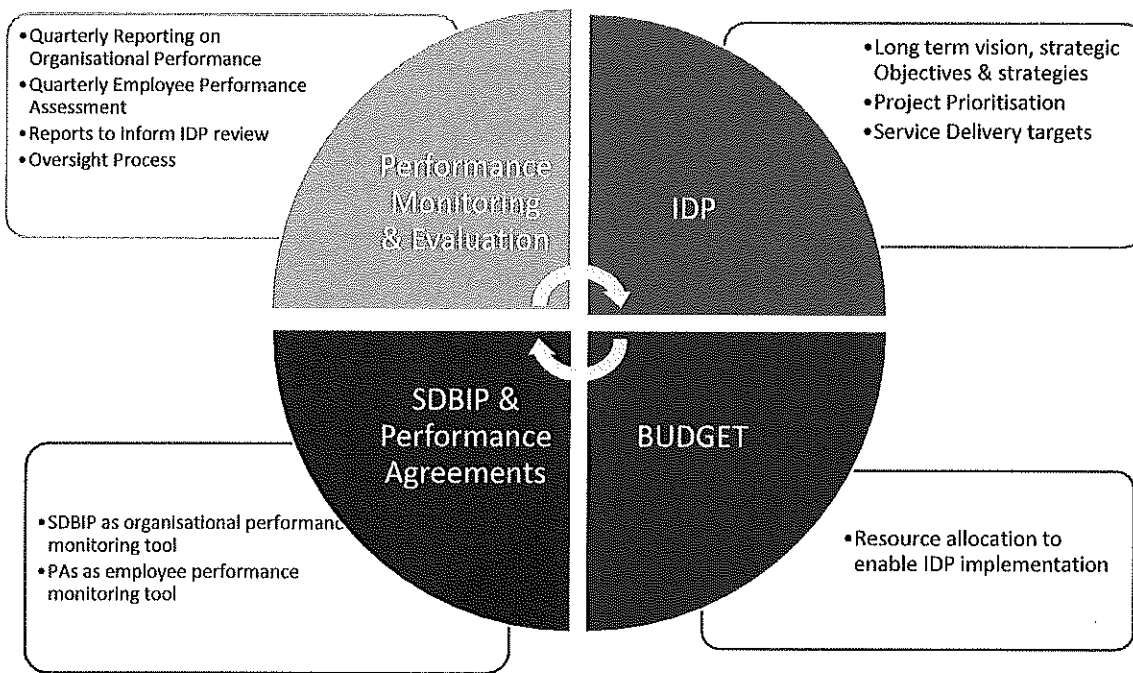 •Quarterly Reporting on
Organisational Performance
•Quarterly Employee Performance
Assessment
•Reports to inform IDP review
•Oversight Process
•Long term vision, strategic
Objectives & strategies
•Project Prioritisation
•Service Delivery targets
Performance
Monitoring
& Evaluation
IDP
SDBIP &
Performance
Agreements
BUDGET
•SDBIP as organisational performance
monitoring tool
•PAs as employee performance
monitoring tool
•Resource allocation to
enable IDP implementation